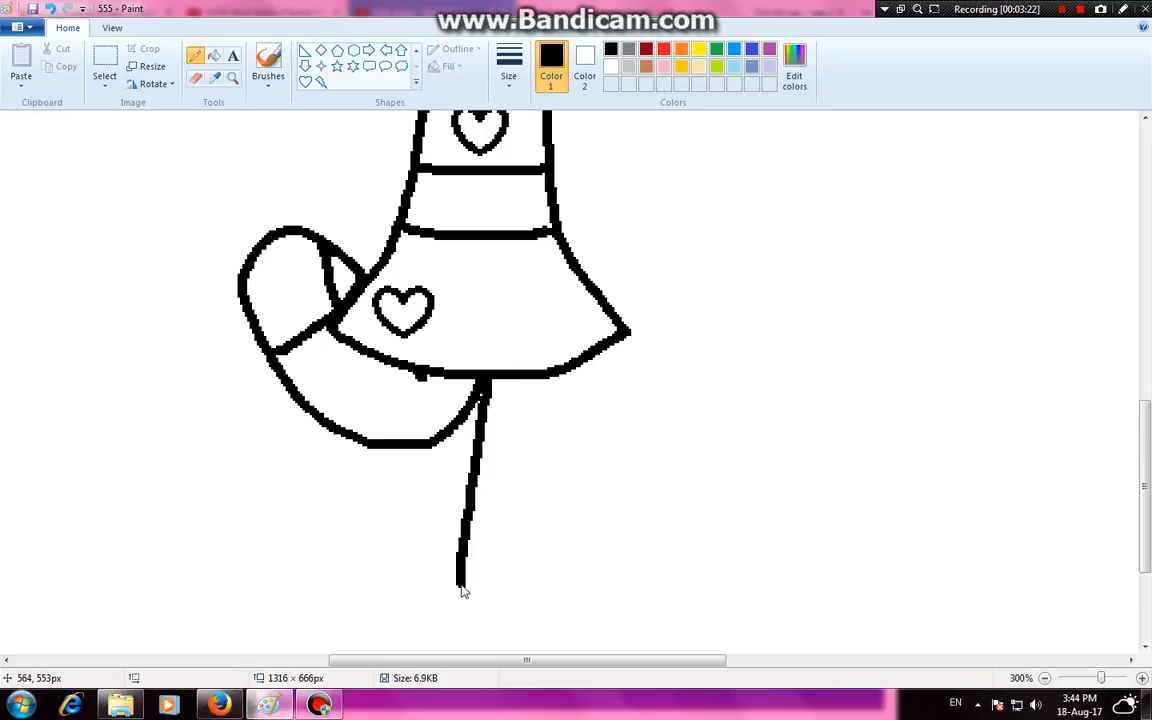 www.Bandicam.com
555 - Paint
Recording [00:03:22]
Home
View
Paste
Cut
Copy
Clipboard
Select
Crop
Resize
Rotate
Image
Tools
Brushes
Shapes
Outline
Fill
Size
Color 1
Color 2
Edit colors
Colors
564, 553px
1316 × 666px
Size: 6.9KB
300%
EN
3:44 PM
18-Aug-17